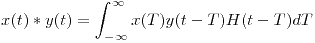 x(t) * y(t) = ∫_{-∞}^{∞} x(T)y(t − T)H(t − T)dT